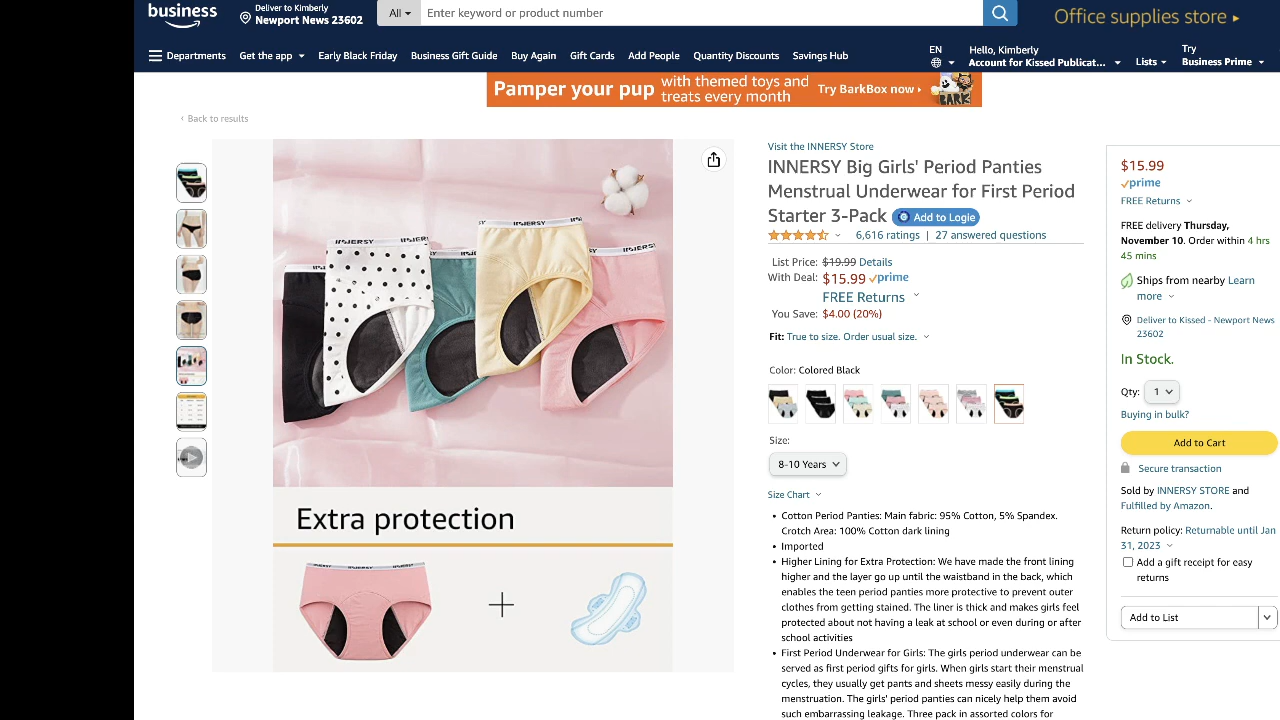 business
Deliver to Kimberly
Newport News 23602
All
Enter keyword or product number
Office supplies store
Departments
Get the app
Early Black Friday
Business Gift Guide
Buy Again
Gift Cards
Add People
Quantity Discounts
Savings Hub
EN
Hello, Kimberly
Account for Kissed Publicat...
Lists
Try
Business Prime
Pamper your pup
with themed toys and
treats every month
Try BarkBox now
BARK
‹ Back to results
INNERSY
INNERSY
INNERSY
INNERSY
INNERSY
Extra protection
+
Visit the INNERSY Store
INNERSY Big Girls' Period Panties
Menstrual Underwear for First Period
Starter 3-Pack
Add to Logie
6,616 ratings | 27 answered questions
List Price: $19.99 Details
With Deal: $15.99 prime
FREE Returns
You Save: $4.00 (20%)
Fit: True to size. Order usual size.
Color: Colored Black
Size:
8-10 Years
Size Chart
• Cotton Period Panties: Main fabric: 95% Cotton, 5% Spandex.
Crotch Area: 100% Cotton dark lining
• Imported
• Higher Lining for Extra Protection: We have made the front lining
higher and the layer go up until the waistband in the back, which
enables the teen period panties more protective to prevent outer
clothes from getting stained. The liner is thick and makes girls feel
protected about not having a leak at school or even during or after
school activities
• First Period Underwear for Girls: The girls period underwear can be
served as first period gifts for girls. When girls start their menstrual
cycles, they usually get pants and sheets messy easily during the
menstruation. The girls' period panties can nicely help them avoid
such embarrassing leakage. Three pack in assorted colors for
$15.99
prime
FREE Returns
FREE delivery Thursday,
November 10. Order within 4 hrs
45 mins
Ships from nearby Learn
more
Deliver to Kissed - Newport News
23602
In Stock.
Qty: 1
Buying in bulk?
Add to Cart
Secure transaction
Sold by INNERSY STORE and
Fulfilled by Amazon.
Return policy: Returnable until Jan
31, 2023
Add a gift receipt for easy
returns
Add to List